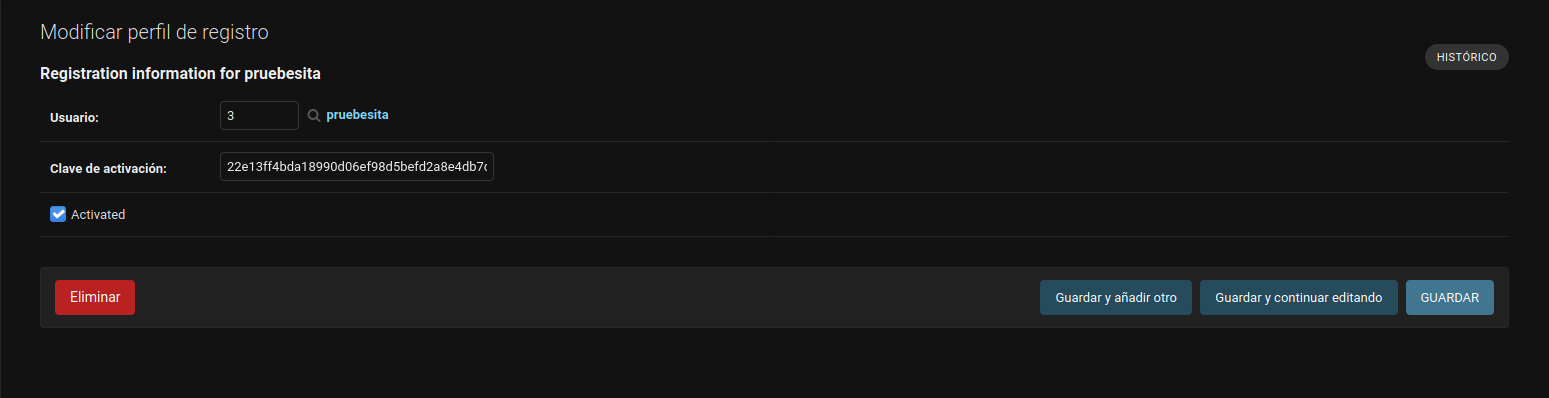 Modificar perfil de registro
HISTÓRICO
Registration information for pruebesita
Usuario: 3 pruebesita
Clave de activación: 22e13ff4bda18990d06ef98d5befd2a8e4db7
Activated
Eliminar Guardar y añadir otro Guardar y continuar editando GUARDAR